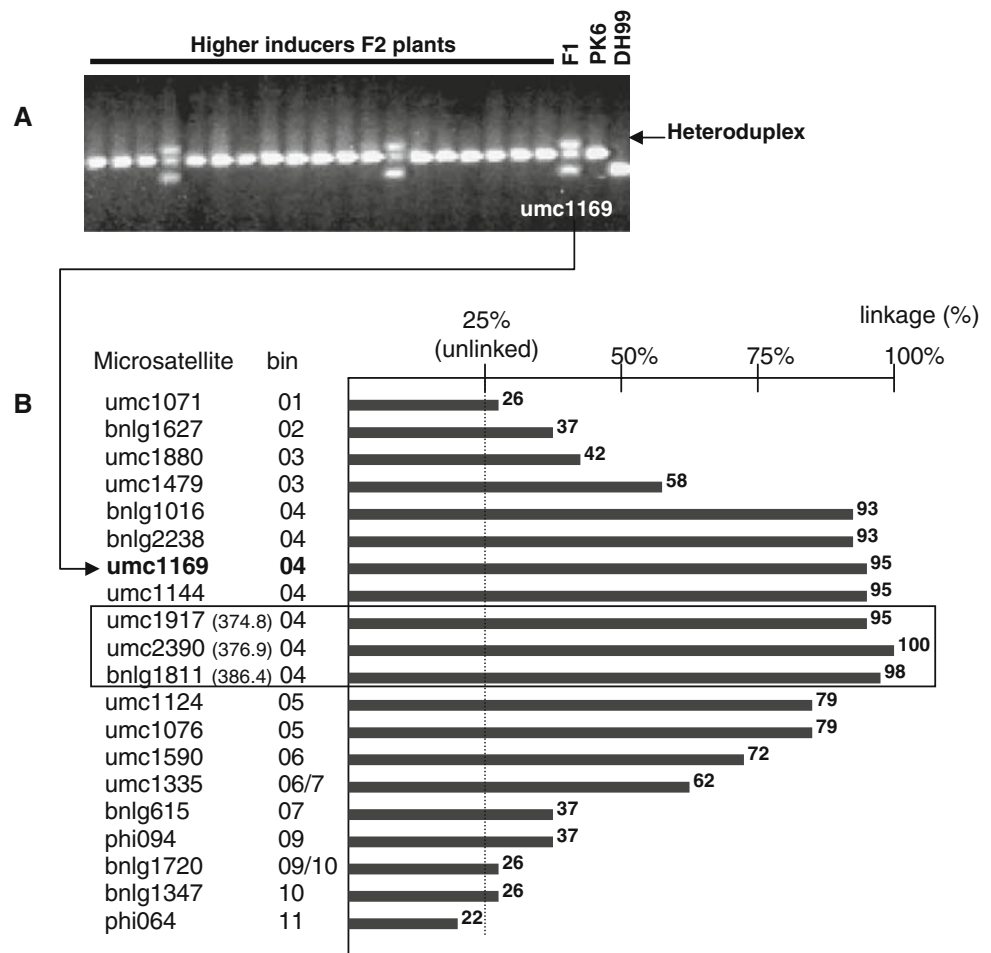 Higher inducers F2 plants
F1
PK6
DH99
A
Heteroduplex
umc1169
linkage (%)
25%
(unlinked)
50%
75%
100%
Microsatellite bin
B
umc1071 01 26
bnlg1627 02 37
umc1880 03 42
umc1479 03 58
bnlg1016 04 93
bnlg2238 04 93
umc1169 04 95
umc1144 04 95
umc1917 (374.8) 04 95
umc2390 (376.9) 04 100
bnlg1811 (386.4) 04 98
umc1124 05 79
umc1076 05 79
umc1590 06 72
umc1335 06/7 62
bnlg615 07 37
phi094 09 37
bnlg1720 09/10 26
bnlg1347 10 26
phi064 11 22